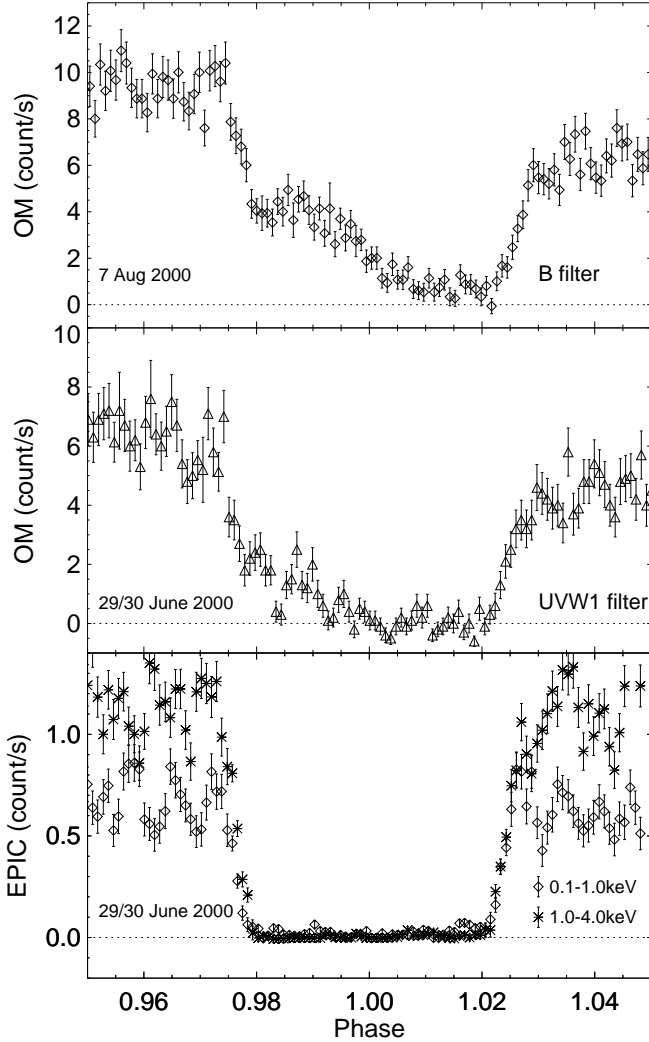 12
10
8
6
4
2
0
OM (count/s)
7 Aug 2000
B filter
10
8
6
4
2
0
OM (count/s)
29/30 June 2000
UVW1 filter
1.0
0.5
0.0
EPIC (count/s)
0.1-1.0keV
29/30 June 2000
1.0-4.0keV
0.96
0.98
1.00
1.02
1.04
Phase